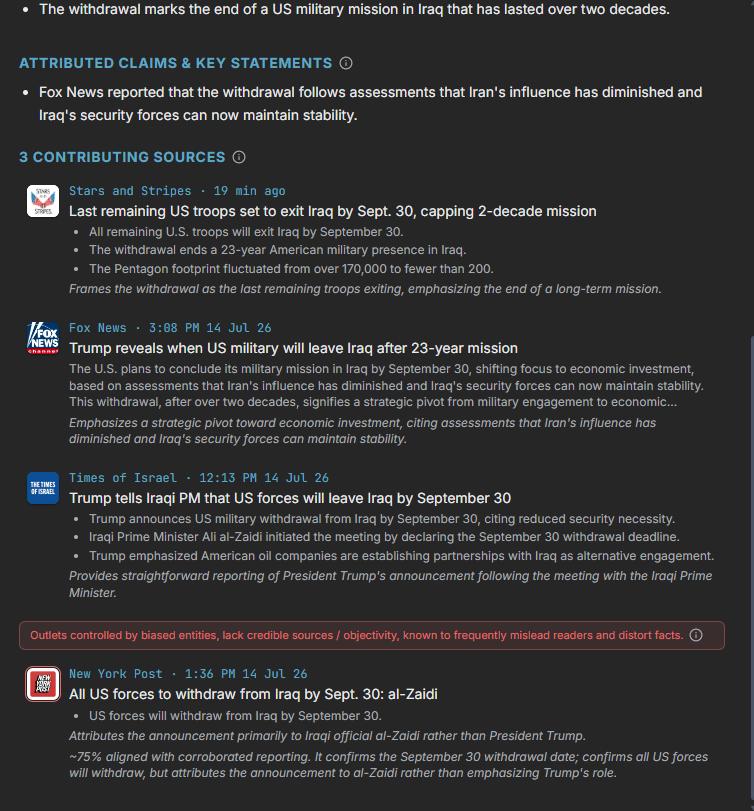 • The withdrawal marks the end of a US military mission in Iraq that has lasted over two decades.
ATTRIBUTED CLAIMS & KEY STATEMENTS
• Fox News reported that the withdrawal follows assessments that Iran's influence has diminished and
Iraq's security forces can now maintain stability.
3 CONTRIBUTING SOURCES
STARS
AND
STRIPES.
Stars and Stripes · 19 min ago
Last remaining US troops set to exit Iraq by Sept. 30, capping 2-decade mission
• All remaining U.S. troops will exit Iraq by September 30.
• The withdrawal ends a 23-year American military presence in Iraq.
• The Pentagon footprint fluctuated from over 170,000 to fewer than 200.
Frames the withdrawal as the last remaining troops exiting, emphasizing the end of a long-term mission.
FOX
NEWS
channel
Fox News · 3:08 PM 14 Jul 26
Trump reveals when US military will leave Iraq after 23-year mission
The U.S. plans to conclude its military mission in Iraq by September 30, shifting focus to economic investment,
based on assessments that Iran's influence has diminished and Iraq's security forces can now maintain stability.
This withdrawal, after over two decades, signifies a strategic pivot from military engagement to economic...
Emphasizes a strategic pivot toward economic investment, citing assessments that Iran's influence has
diminished and Iraq's security forces can maintain stability.
THE TIMES
OF ISRAEL
Times of Israel · 12:13 PM 14 Jul 26
Trump tells Iraqi PM that US forces will leave Iraq by September 30
• Trump announces US military withdrawal from Iraq by September 30, citing reduced security necessity.
• Iraqi Prime Minister Ali al-Zaidi initiated the meeting by declaring the September 30 withdrawal deadline.
• Trump emphasized American oil companies are establishing partnerships with Iraq as alternative engagement.
Provides straightforward reporting of President Trump's announcement following the meeting with the Iraqi Prime
Minister.
Outlets controlled by biased entities, lack credible sources / objectivity, known to frequently mislead readers and distort facts.
NEW
YORK
POST
New York Post · 1:36 PM 14 Jul 26
All US forces to withdraw from Iraq by Sept. 30: al-Zaidi
• US forces will withdraw from Iraq by September 30.
Attributes the announcement primarily to Iraqi official al-Zaidi rather than President Trump.
~75% aligned with corroborated reporting. It confirms the September 30 withdrawal date; confirms all US forces
will withdraw, but attributes the announcement to al-Zaidi rather than emphasizing Trump's role.